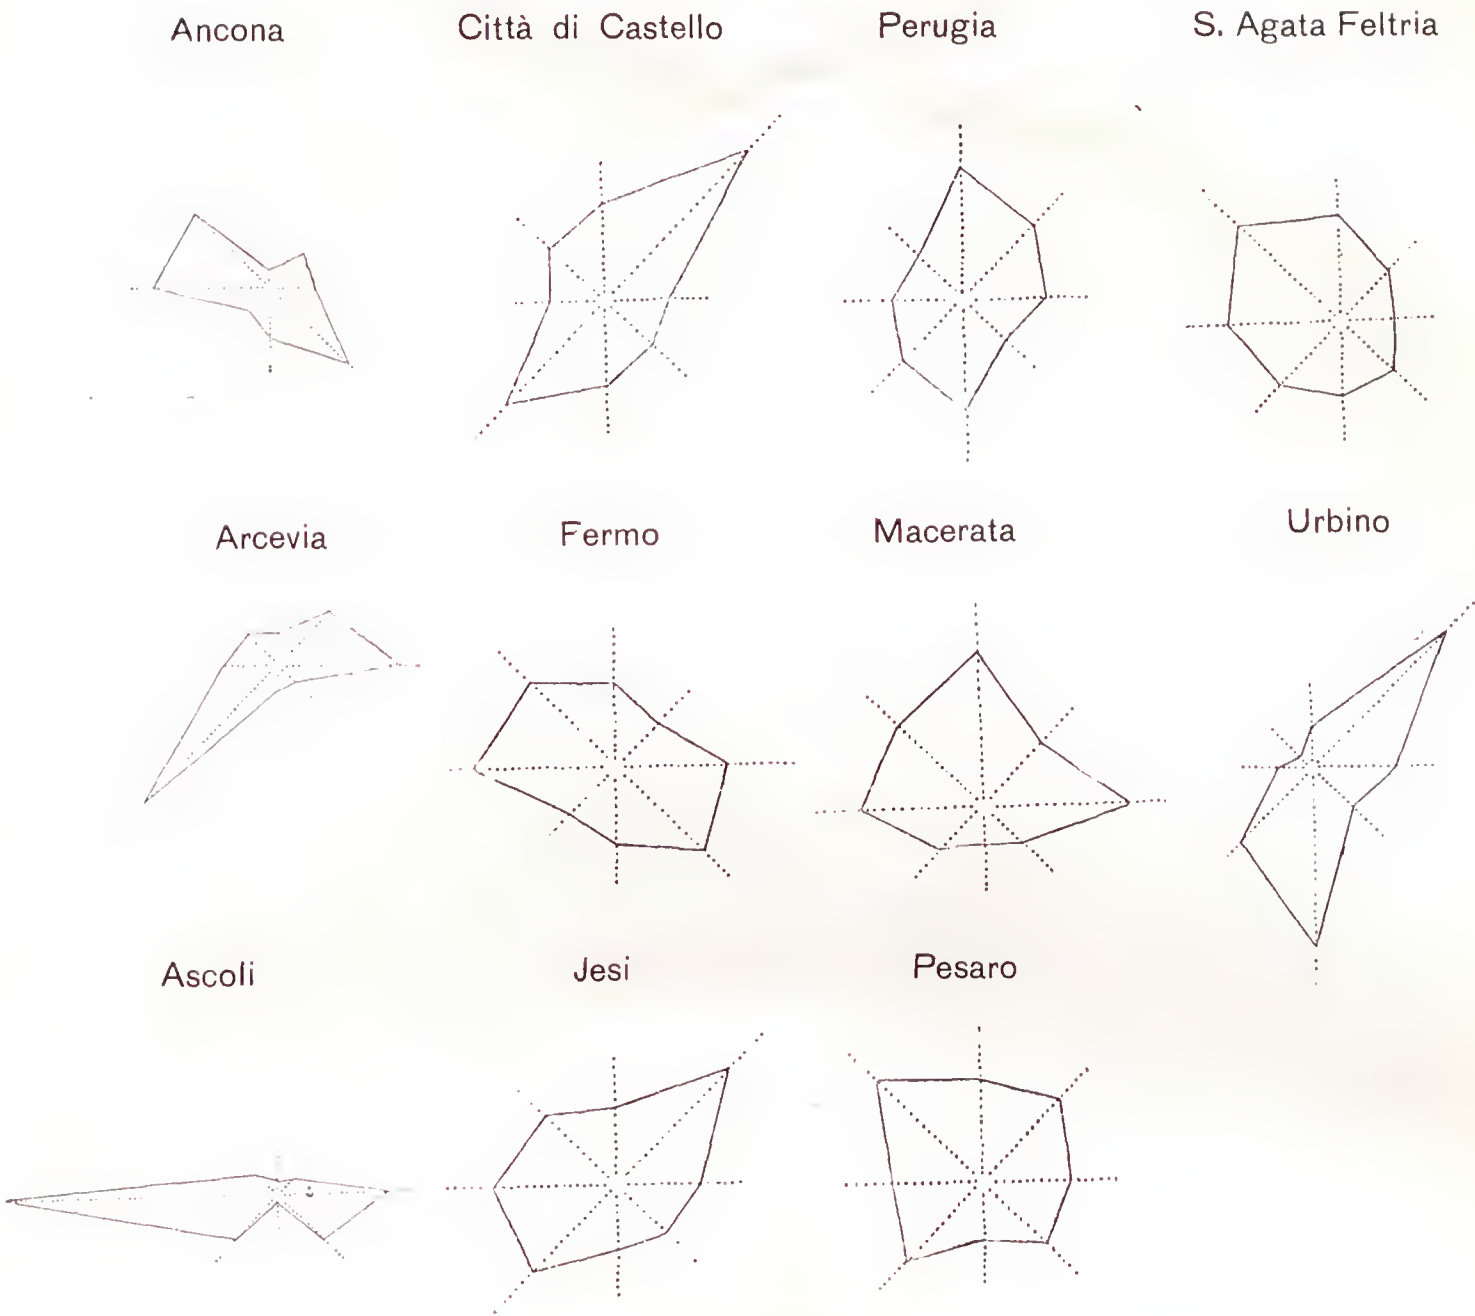 Ancona
Città di Castello
Perugia
S. Agata Feltria
Arcevia
Fermo
Macerata
Urbino
Ascoli
Jesi
Pesaro